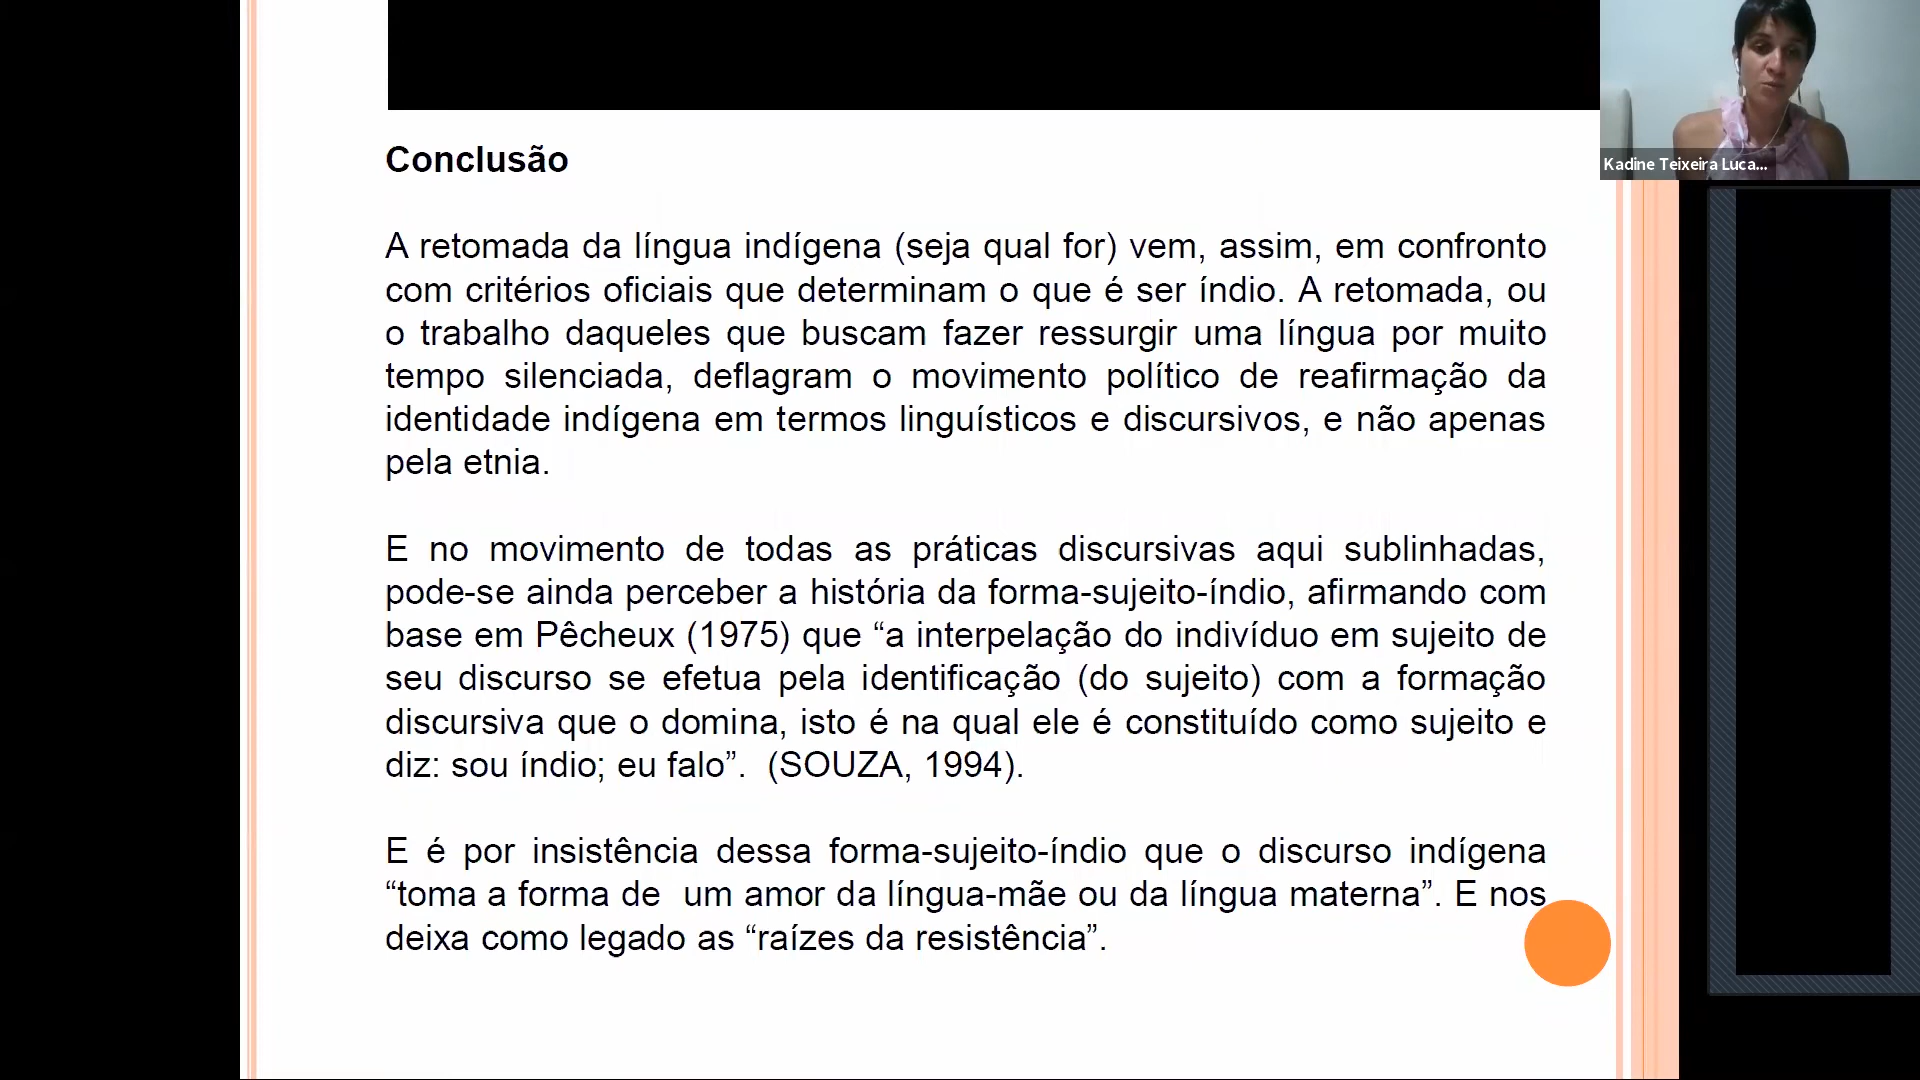 Conclusão
A retomada da língua indígena (seja qual for) vem, assim, em confronto
com critérios oficiais que determinam o que é ser índio. A retomada, ou
o trabalho daqueles que buscam fazer ressurgir uma língua por muito
tempo silenciada, deflagram o movimento político de reafirmação da
identidade indígena em termos linguísticos e discursivos, e não apenas
pela etnia.
E no movimento de todas as práticas discursivas aqui sublinhadas,
pode-se ainda perceber a história da forma-sujeito-índio, afirmando com
base em Pêcheux (1975) que “a interpelação do indivíduo em sujeito de
seu discurso se efetua pela identificação (do sujeito) com a formação
discursiva que o domina, isto é na qual ele é constituído como sujeito e
diz: sou índio; eu falo”. (SOUZA, 1994).
E é por insistência dessa forma-sujeito-índio que o discurso indígena
“toma a forma de um amor da língua-mãe ou da língua materna”. E nos
deixa como legado as “raízes da resistência”.
Kadine Teixeira Luca...